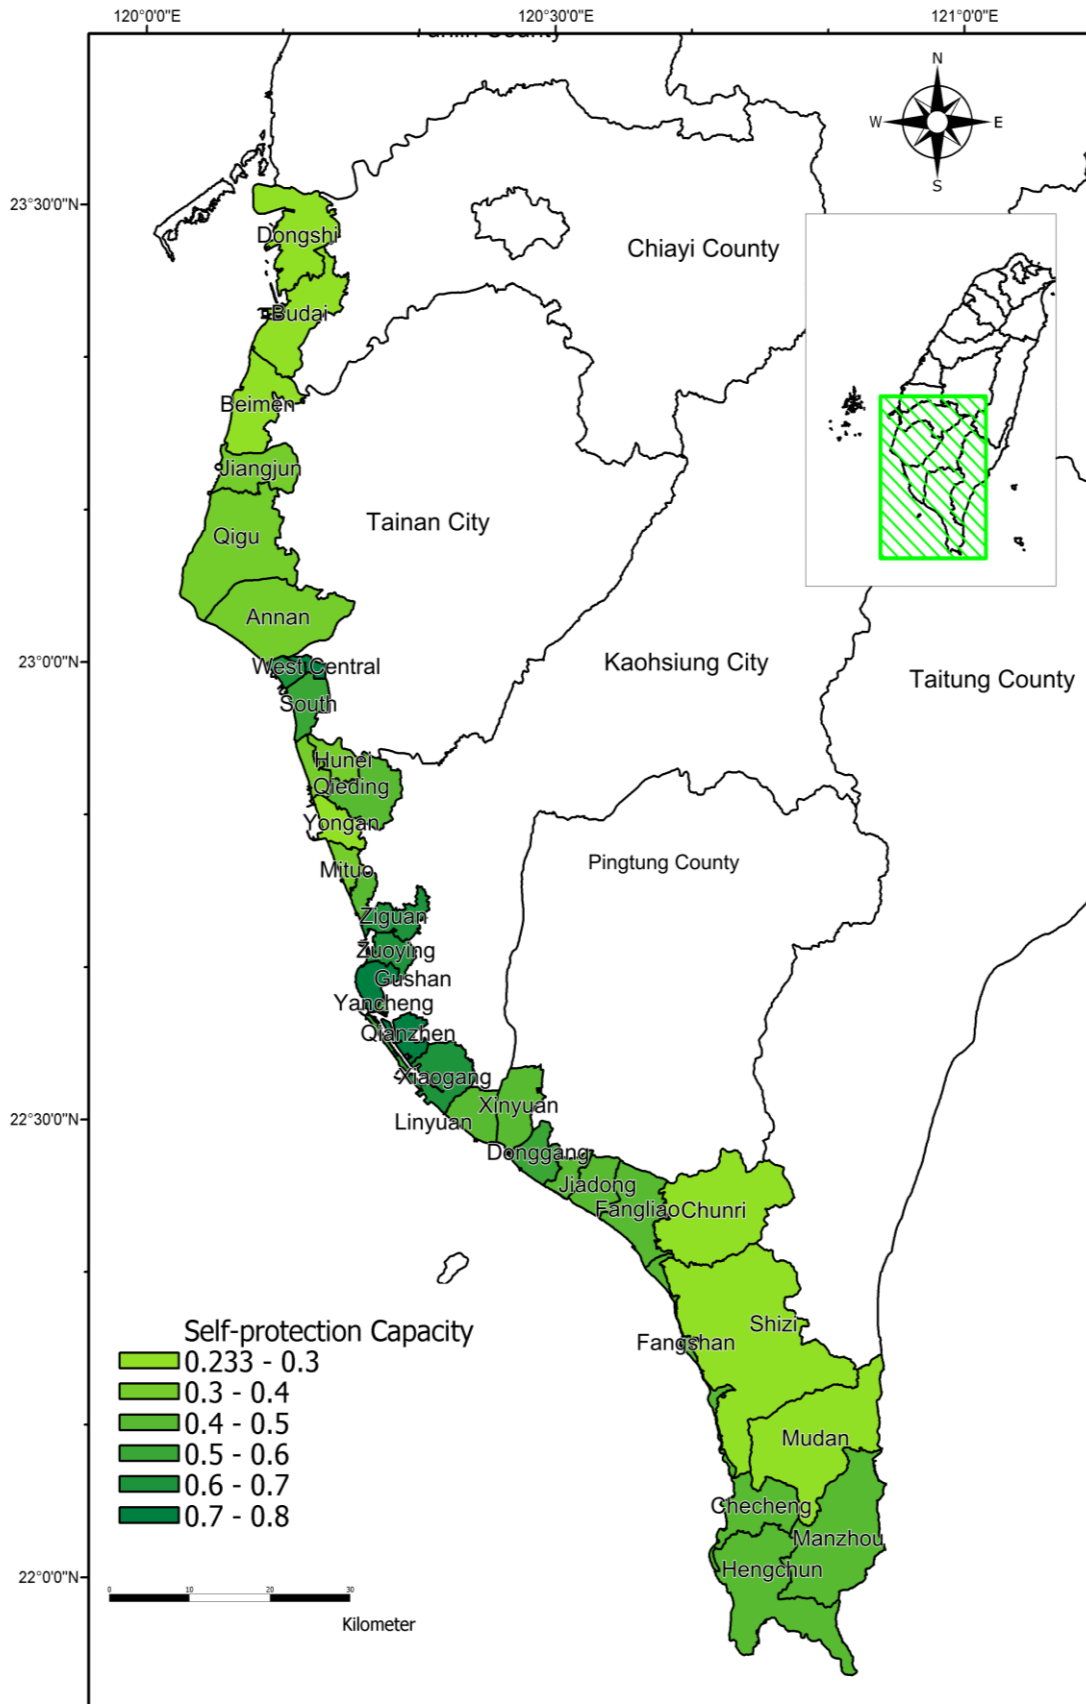 120°0'0"E
120°30'0"E
121°0'0"E
Yunlin County
N
W
E
S
23°30'0"N
Dongshi
Chiayi County
Budai
Beimen
Jiangjun
Tainan City
Qigu
Annan
23°0'0"N
West Central
Kaohsiung City
Taitung County
South
Hunei
Qieding
Yongan
Mituo
Pingtung County
Ziguan
Zuoying
Gushan
Yancheng
Qianzhen
Xiaogang
Xinyuan
22°30'0"N
Linyuan
Donggang
Jiadong
Fangliao
Chunri
Shizi
Fangshan
Self-protection Capacity
0.233 - 0.3
0.3 - 0.4
0.4 - 0.5
0.5 - 0.6
0.6 - 0.7
0.7 - 0.8
Mudan
Checheng
Manzhou
Hengchun
22°0'0"N
0 10 20 30
Kilometer